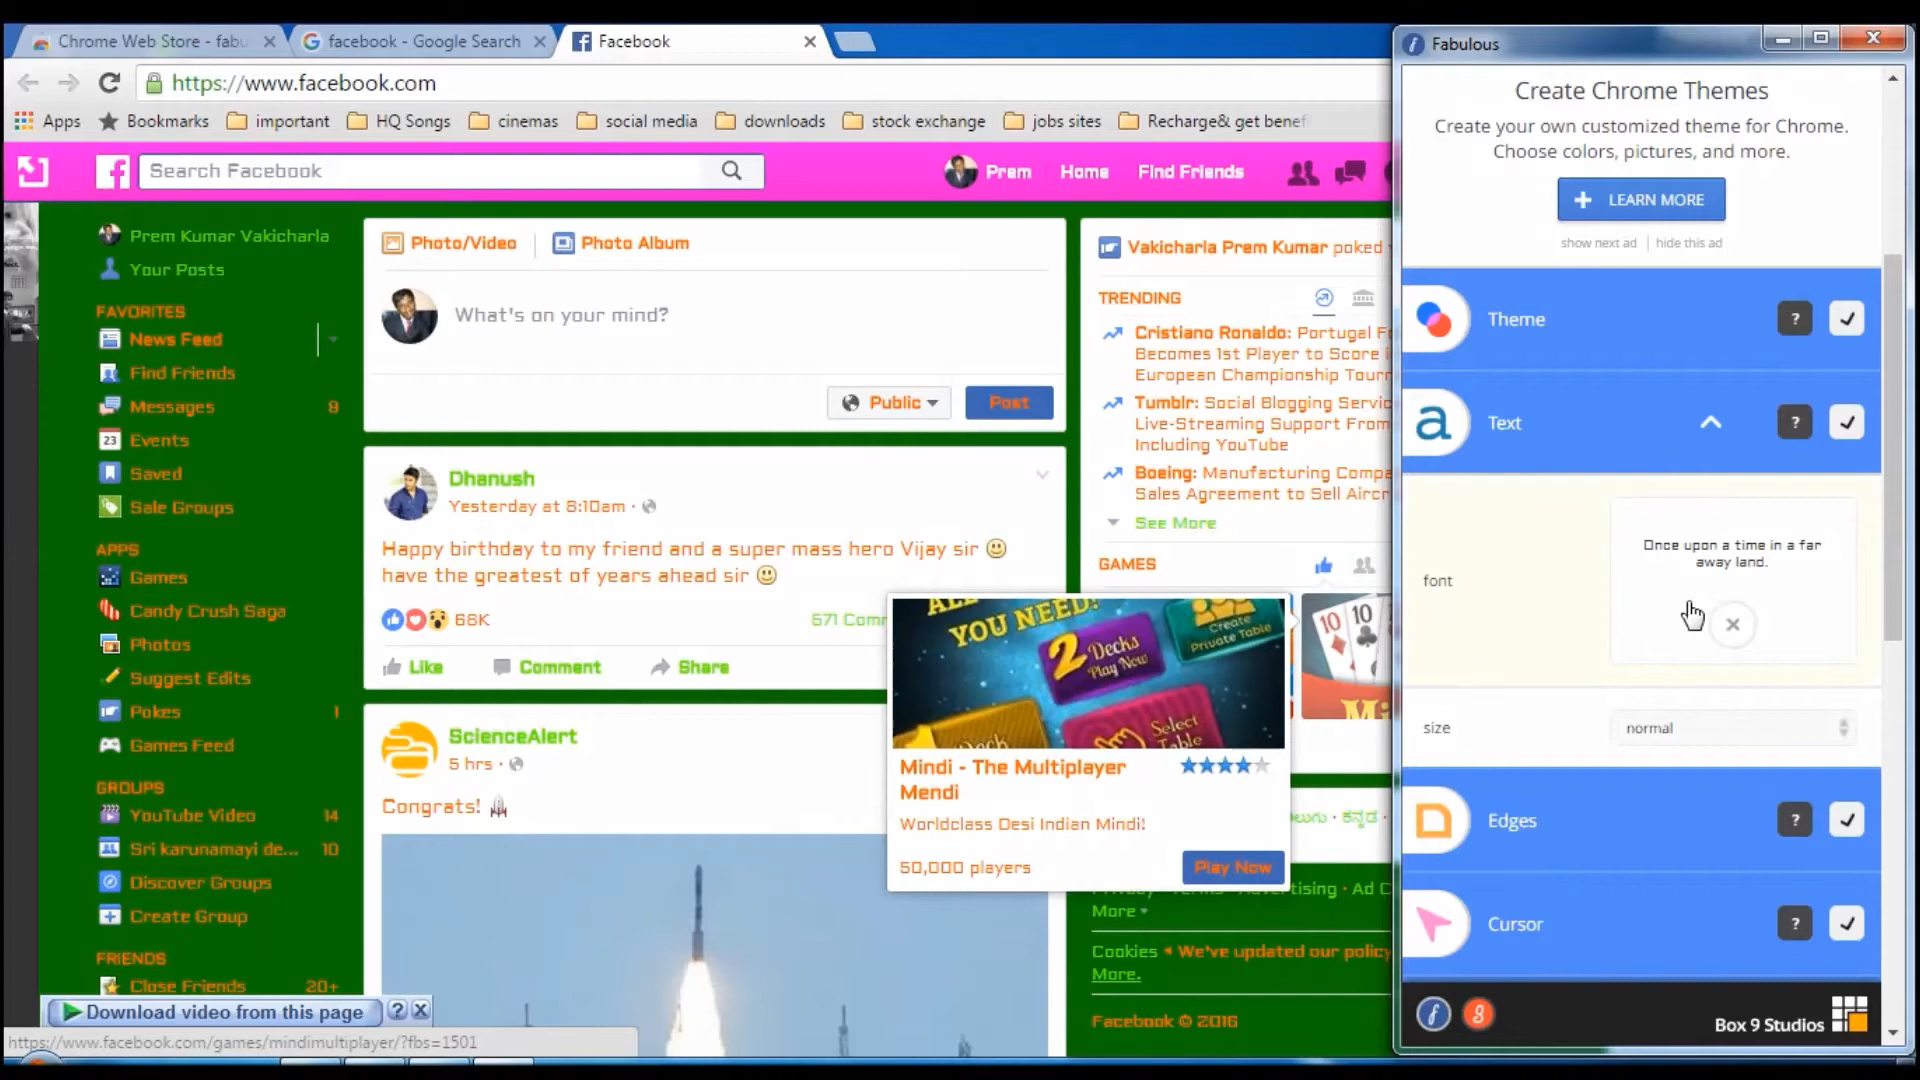 Chrome Web Store - fabu
facebook - Google Search
Facebook
https://www.facebook.com
Apps
Bookmarks
important
HQ Songs
cinemas
social media
downloads
stock exchange
jobs sites
Recharge& get benef
Search Facebook
Prem
Home
Find Friends
Prem Kumar Vakicharla
Your Posts
FAVORITES
News Feed
Find Friends
Messages 9
23 Events
Saved
Sale Groups
APPS
Games
Candy Crush Saga
Photos
Suggest Edits
Pokes 1
Games Feed
GROUPS
YouTube Video 14
Sri karunamayi de... 10
Discover Groups
Create Group
FRIENDS
Close Friends 20+
Download video from this page ?
https://www.facebook.com/games/mindimultiplayer/?fbs=1501
Photo/Video
Photo Album
What's on your mind?
Public
Post
Dhanush
Yesterday at 8:10am ·
Happy birthday to my friend and a super mass hero Vijay sir
have the greatest of years ahead sir
68K
571 Comm
Like
Comment
Share
ScienceAlert
5 hrs ·
Congrats!
Vakicharla Prem Kumar poked
TRENDING
Cristiano Ronaldo: Portugal F
Becomes 1st Player to Score i
European Championship Tourn
Tumblr: Social Blogging Servic
Live-Streaming Support From
Including YouTube
Boeing: Manufacturing Compa
Sales Agreement to Sell Aircr
See More
GAMES
YOU NEED!
2 Decks
Play Now
Create
Private Table
Select
Table
10 10
Mindi - The Multiplayer
Mendi
Worldclass Desi Indian Mindi!
50,000 players
Play Now
ಕನ್ನಡ
More
Cookies • We've updated our policy
More.
Facebook © 2016
Fabulous
Create Chrome Themes
Create your own customized theme for Chrome.
Choose colors, pictures, and more.
LEARN MORE
show next ad
hide this ad
Theme ?
Text ?
font
Once upon a time in a far
away land.
size
normal
Edges ?
Cursor ?
Box 9 Studios